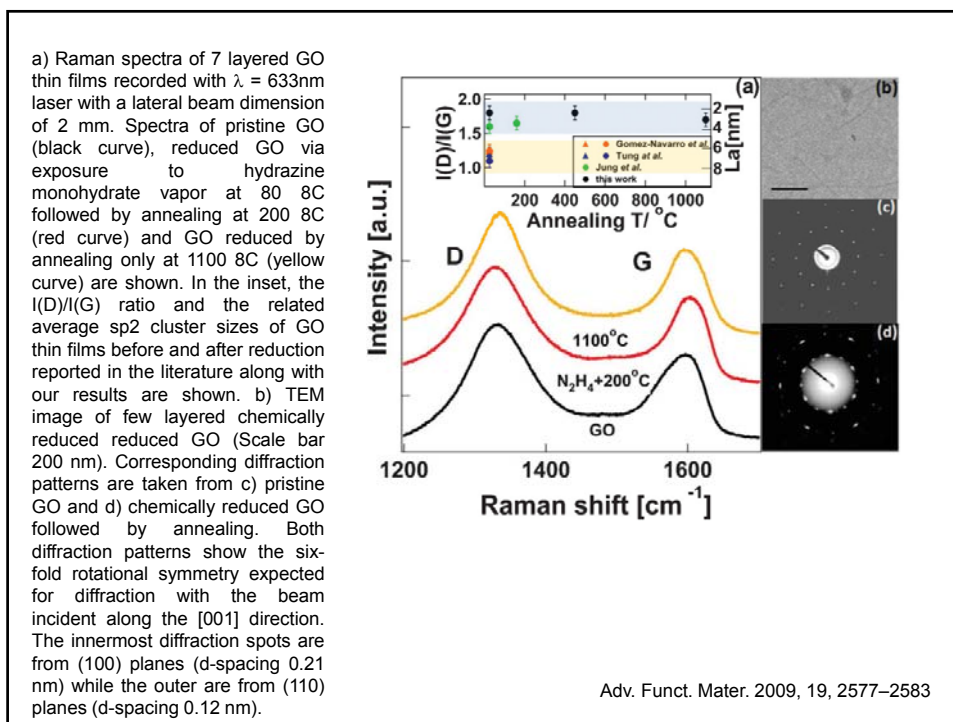 a) Raman spectra of 7 layered GO
thin films recorded with λ = 633nm
laser with a lateral beam dimension
of 2 mm. Spectra of pristine GO
(black curve), reduced GO via
exposure to hydrazine
monohydrate vapor at 80 8C
followed by annealing at 200 8C
(red curve) and GO reduced by
annealing only at 1100 8C (yellow
curve) are shown. In the inset, the
I(D)/I(G) ratio and the related
average sp2 cluster sizes of GO
thin films before and after reduction
reported in the literature along with
our results are shown. b) TEM
image of few layered chemically
reduced reduced GO (Scale bar
200 nm). Corresponding diffraction
patterns are taken from c) pristine
GO and d) chemically reduced GO
followed by annealing. Both
diffraction patterns show the six-
fold rotational symmetry expected
for diffraction with the beam
incident along the [001] direction.
The innermost diffraction spots are
from (100) planes (d-spacing 0.21
nm) while the outer are from (110)
planes (d-spacing 0.12 nm).
(a)
2.0
1.5
1.0
I(D)/I(G)
2
4
6
8
La[nm]
Gomez-Navarro et al.
Tung at al.
Jung et al.
this work
200 400 600 800 1000
Annealing T/ °C
D
G
1100°C
N2H4+200°C
GO
Intensity [a.u.]
1200 1400 1600
Raman shift [cm -1]
(b)
(c)
(d)
Adv. Funct. Mater. 2009, 19, 2577–2583